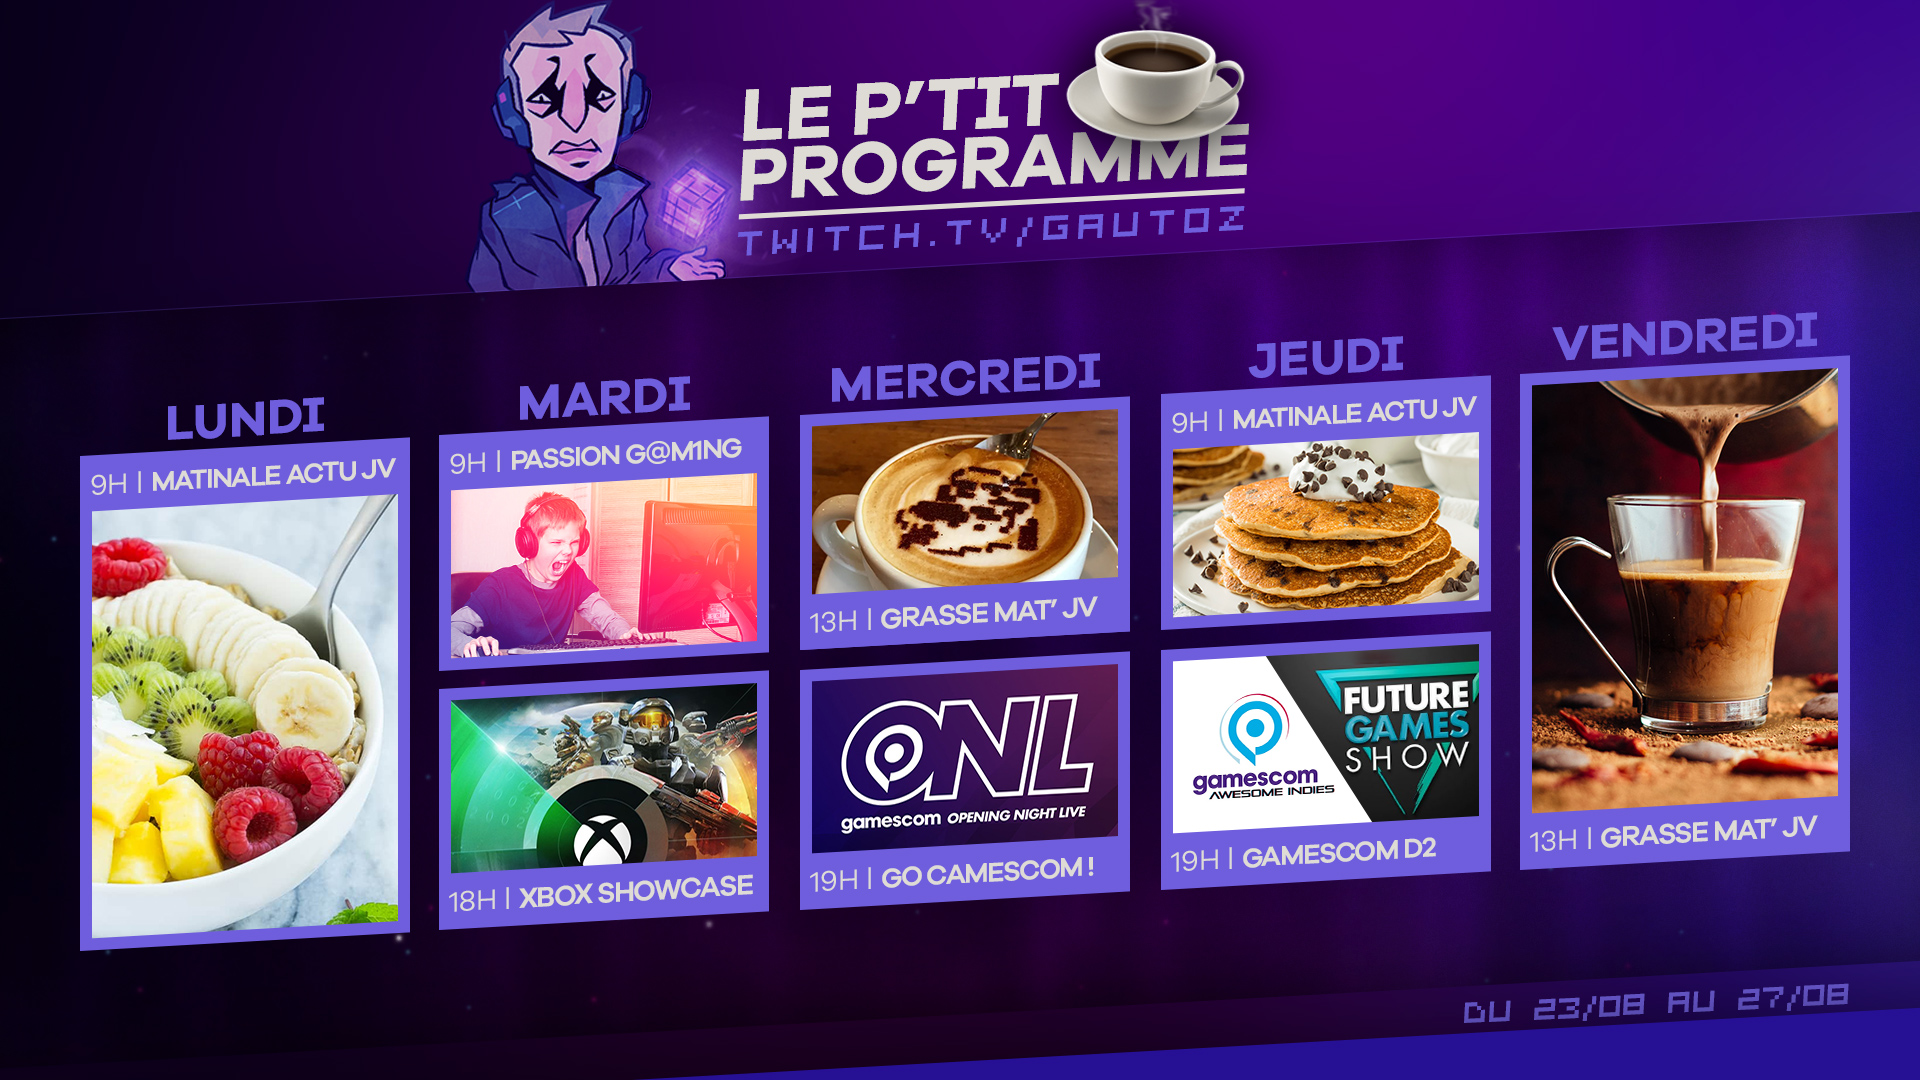 LE P'TIT
PROGRAMME
TWITCH.TV/GAUTOZ
LUNDI
9H | MATINALE ACTU JV
MARDI
9H | PASSION G@M1NG
18H | XBOX SHOWCASE
MERCREDI
13H | GRASSE MAT' JV
ONL
gamescom OPENING NIGHT LIVE
19H | GO CAMESCOM !
JEUDI
9H | MATINALE ACTU JV
gamescom
AWESOME INDIES
FUTURE
GAMES
SHOW
19H | GAMESCOM D2
VENDREDI
13H | GRASSE MAT' JV
DU 23/08 AU 27/08